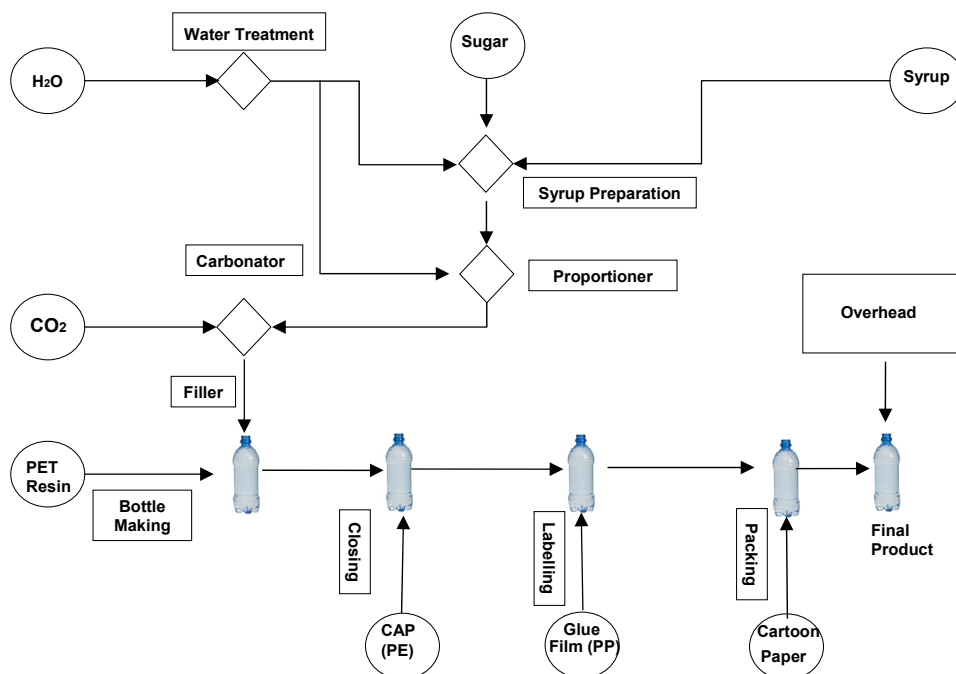 Water Treatment
Sugar
H₂O
Syrup
Syrup Preparation
Carbonator
Proportioner
CO₂
Overhead
Filler
PET
Resin
Bottle
Making
Closing
Labelling
Packing
Final
Product
CAP
(PE)
Glue
Film (PP)
Cartoon
Paper